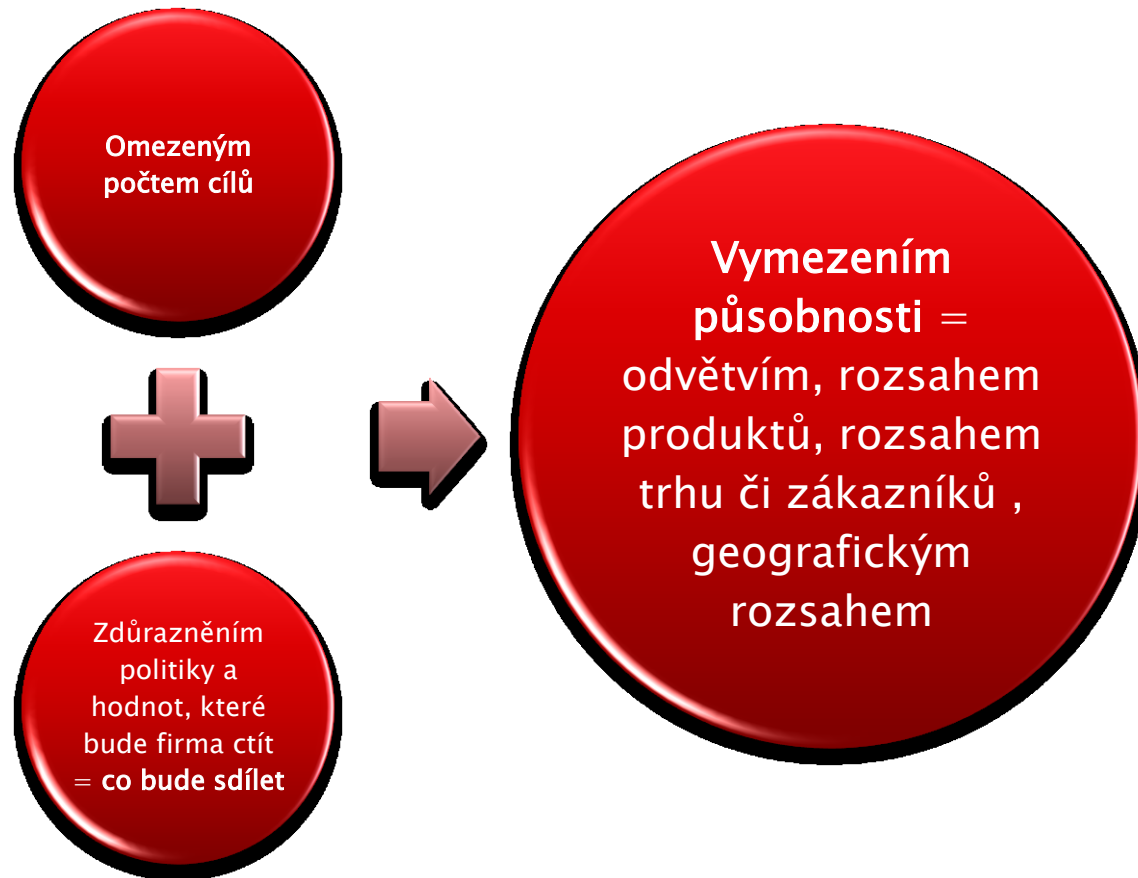 Omezeným
počtem cílů
Zdůrazněním
politiky a
hodnot, které
bude firma ctít
= co bude sdílet
Vymezením
působnosti =
odvětvím, rozsahem
produktů, rozsahem
trhu či zákazníků ,
geografickým
rozsahem